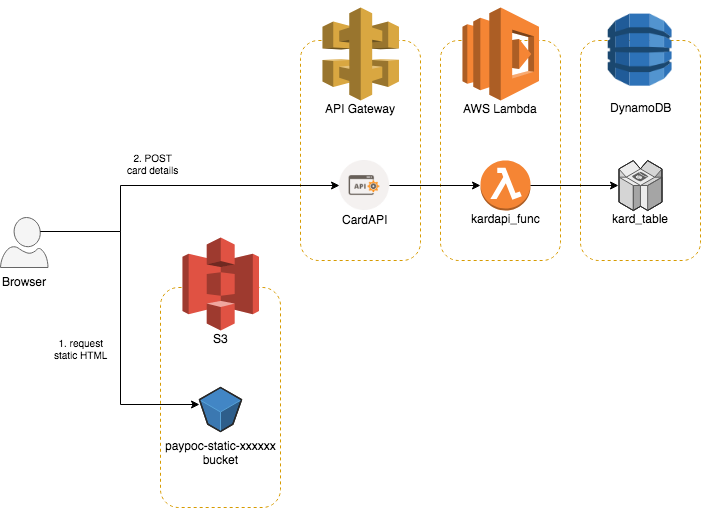 API Gateway
AWS Lambda
DynamoDB
2. POST
card details
API
CardAPI
kardapi_func
kard_table
Browser
S3
1. request
static HTML
paypoc-static-xxxxxx
bucket